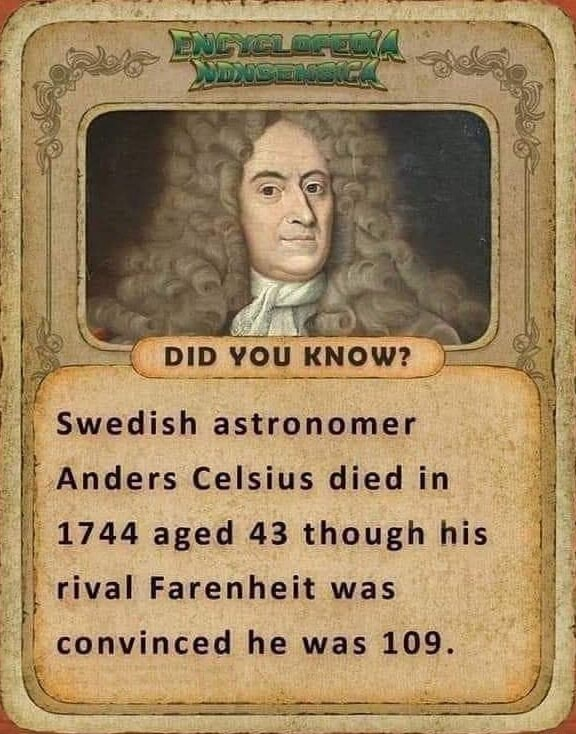 ENCYCLOPEDIA
NONSENSICA
DID YOU KNOW?
Swedish astronomer
Anders Celsius died in
1744 aged 43 though his
rival Farenheit was
convinced he was 109.